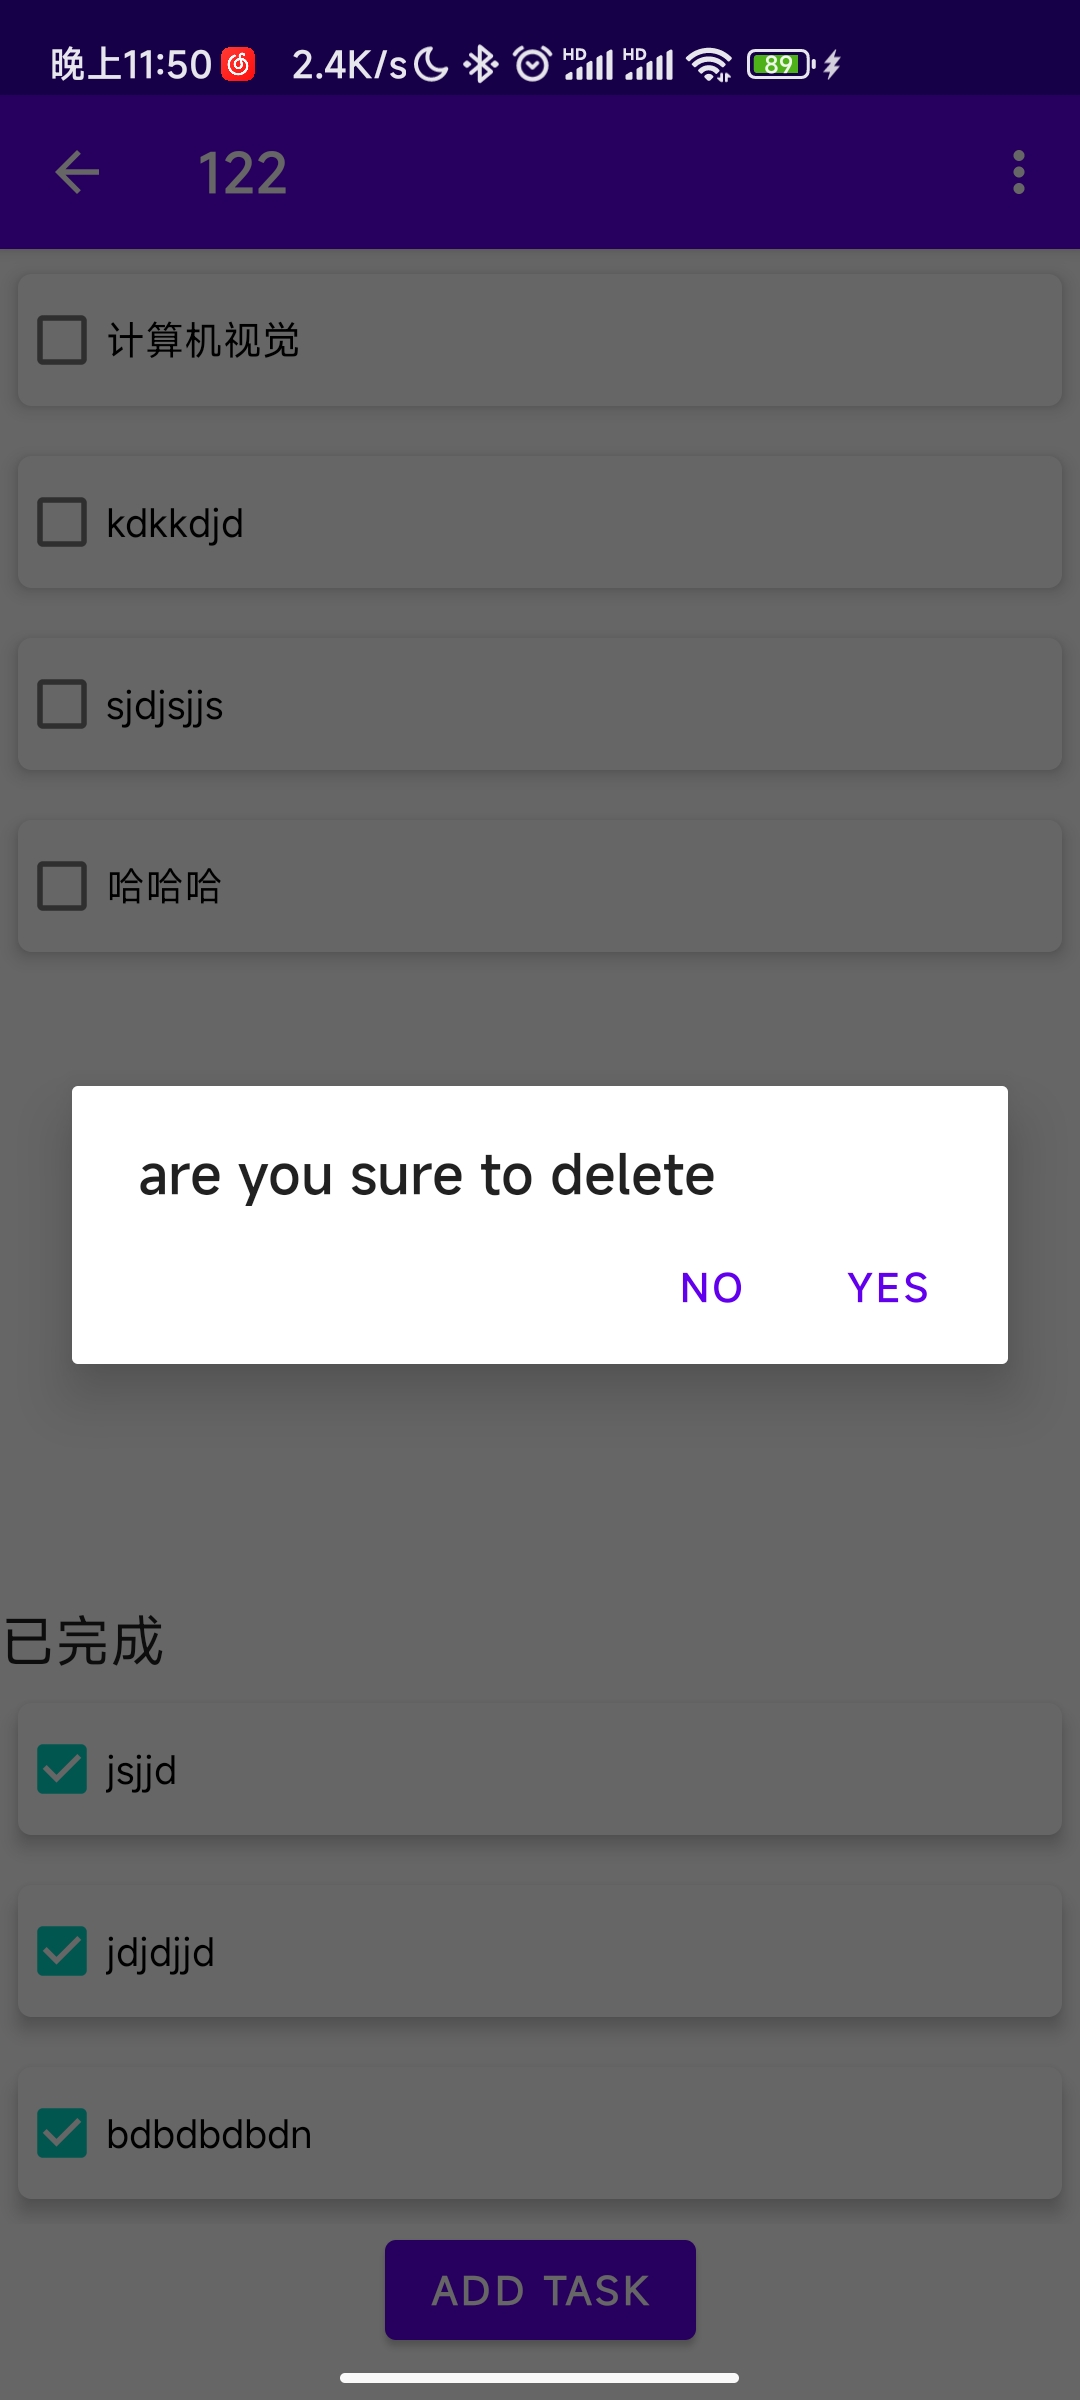 晚上11:50 2.4K/s HD HD 89
122
计算机视觉
kdkkdjd
sjdjsjjs
哈哈哈
are you sure to delete
NO YES
已完成
jsjjd
jdjdjjd
bdbdbdbdn
ADD TASK